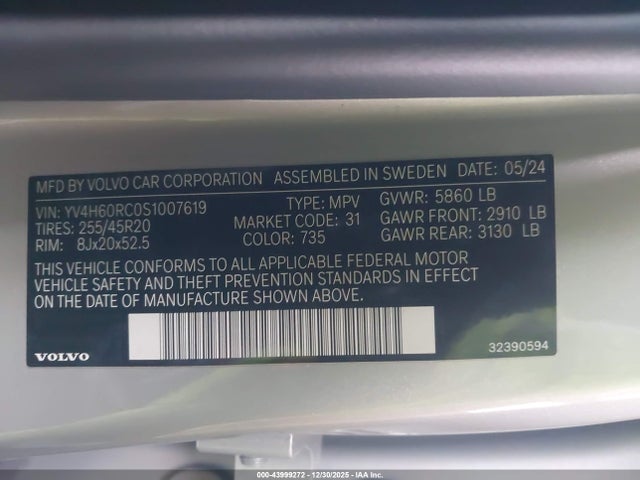 MFD BY VOLVO CAR CORPORATION ASSEMBLED IN SWEDEN DATE: 05/24
VIN: YV4H60RC0S1007619 TYPE: MPV GVWR: 5860 LB
TIRES: 255/45R20 MARKET CODE: 31 GAWR FRONT: 2910 LB
RIM: 8Jx20x52.5 COLOR: 735 GAWR REAR: 3130 LB
THIS VEHICLE CONFORMS TO ALL APPLICABLE FEDERAL MOTOR
VEHICLE SAFETY AND THEFT PREVENTION STANDARDS IN EFFECT
ON THE DATE OF MANUFACTURE SHOWN ABOVE.
VOLVO 32390594
000-43999272 • 12/30/2025 • IAA Inc.